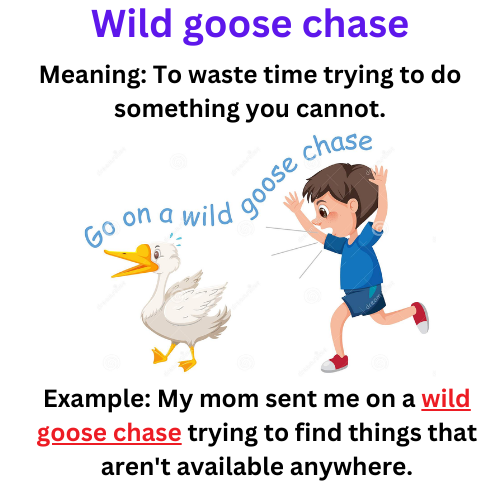 Wild goose chase
Meaning: To waste time trying to do
something you cannot.
Go on a wild goose chase
Example: My mom sent me on a wild
goose chase trying to find things that
aren't available anywhere.